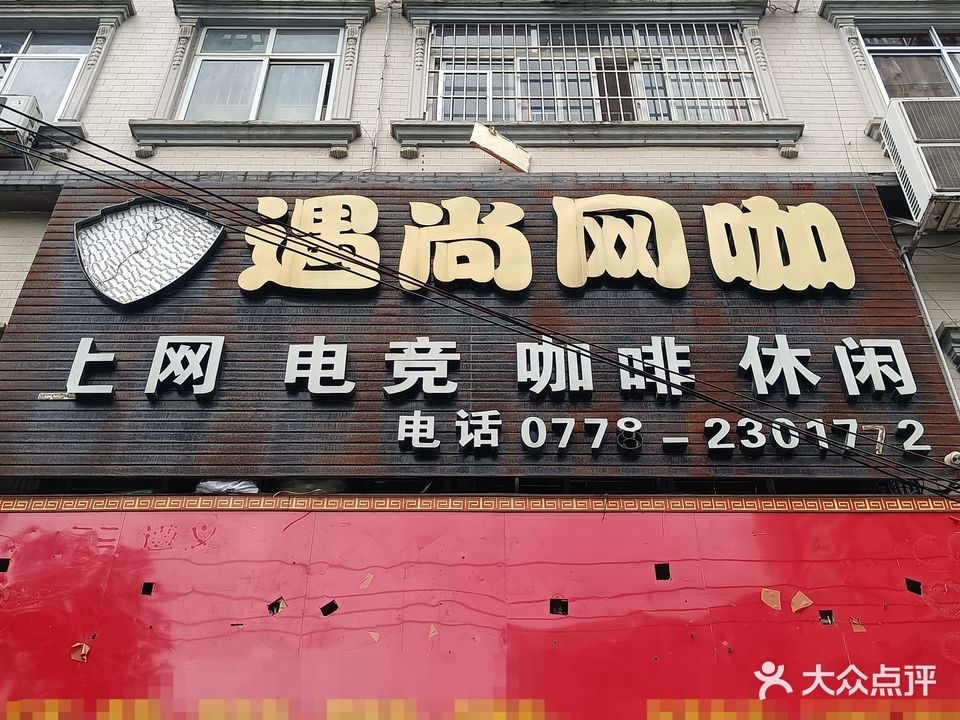 遇尚网咖
上网 电竞 咖啡 休闲
电话 0778-2301772
大众点评